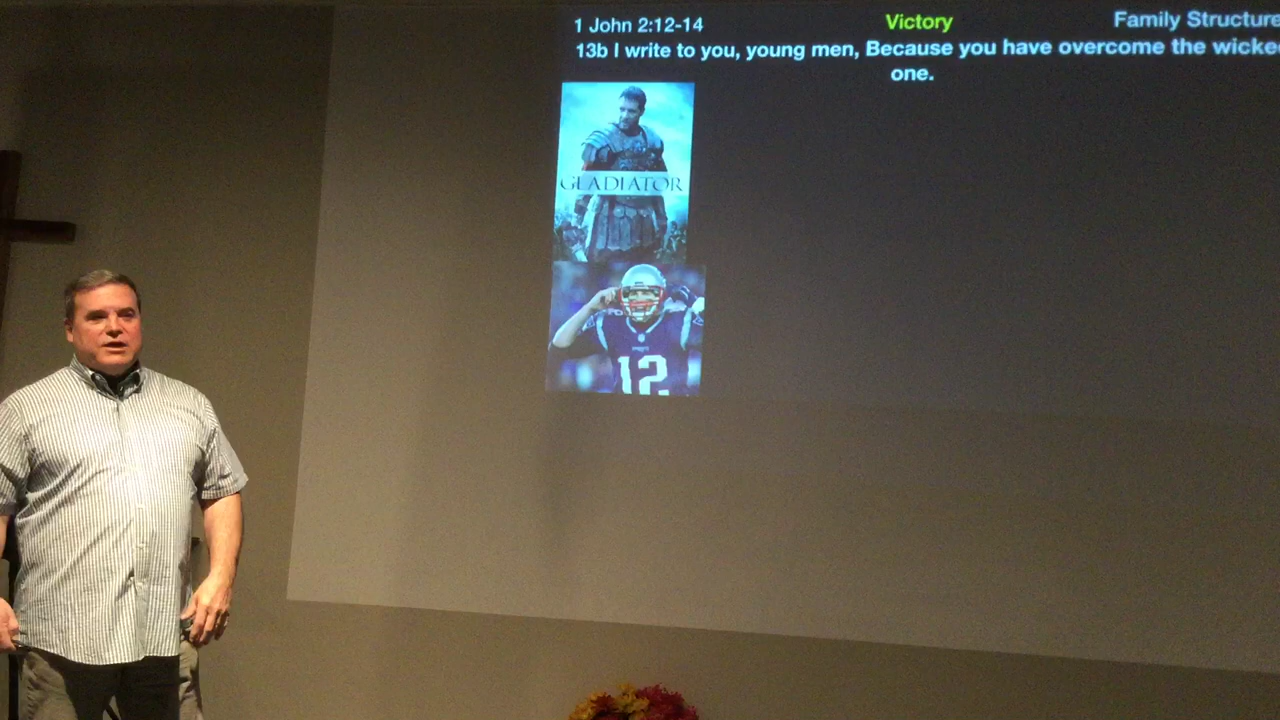 1 John 2:12-14 Victory Family Structure
13b I write to you, young men, Because you have overcome the
one.
GLADIATOR
PATRIOTS
12